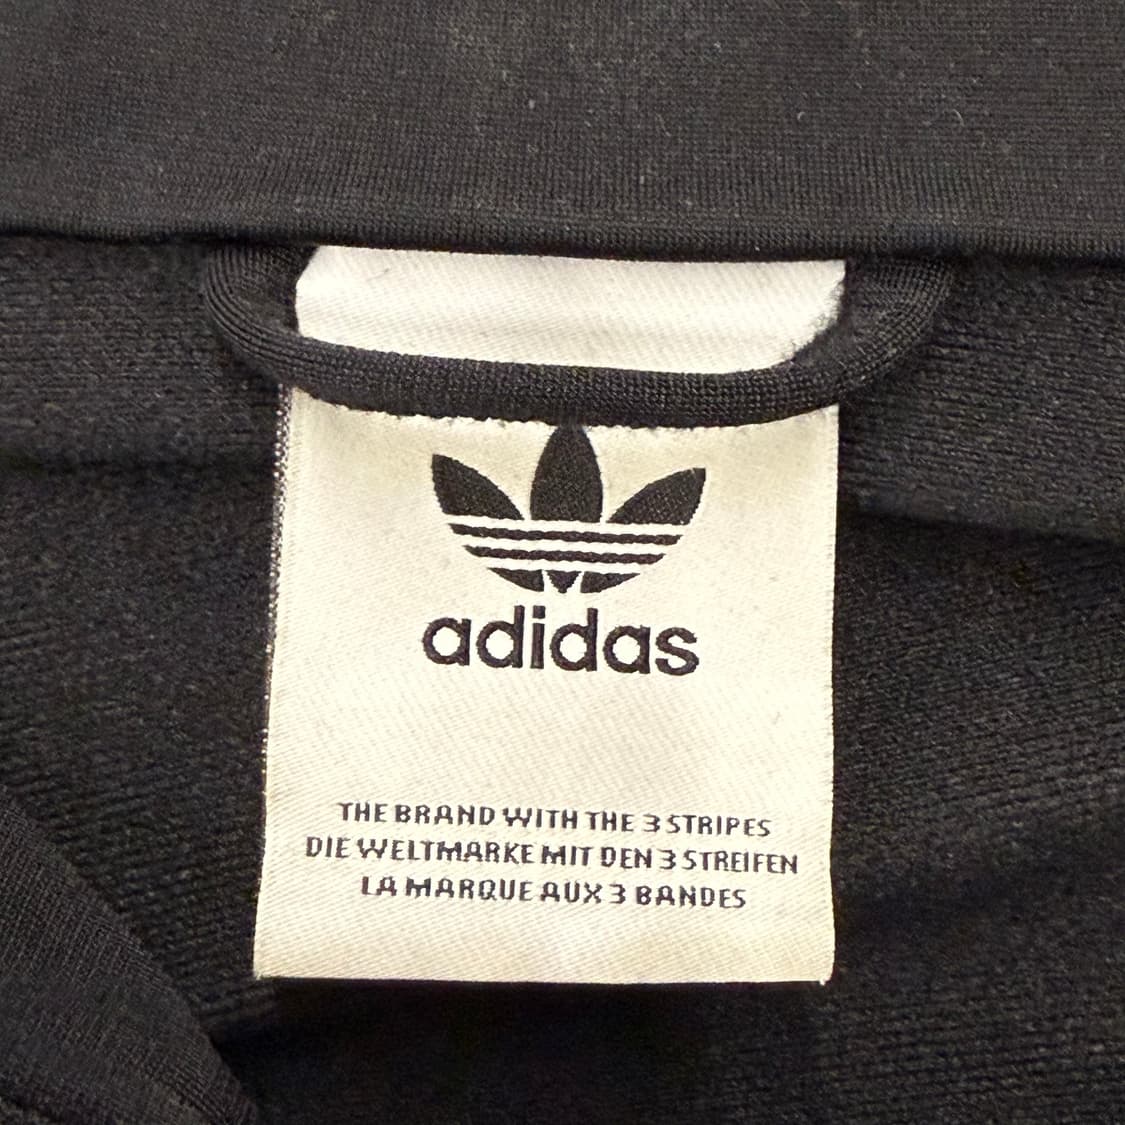 adidas
THE BRAND WITH THE 3 STRIPES
DIE WELTMARKE MIT DEN 3 STREIFEN
LA MARQUE AUX 3 BANDES